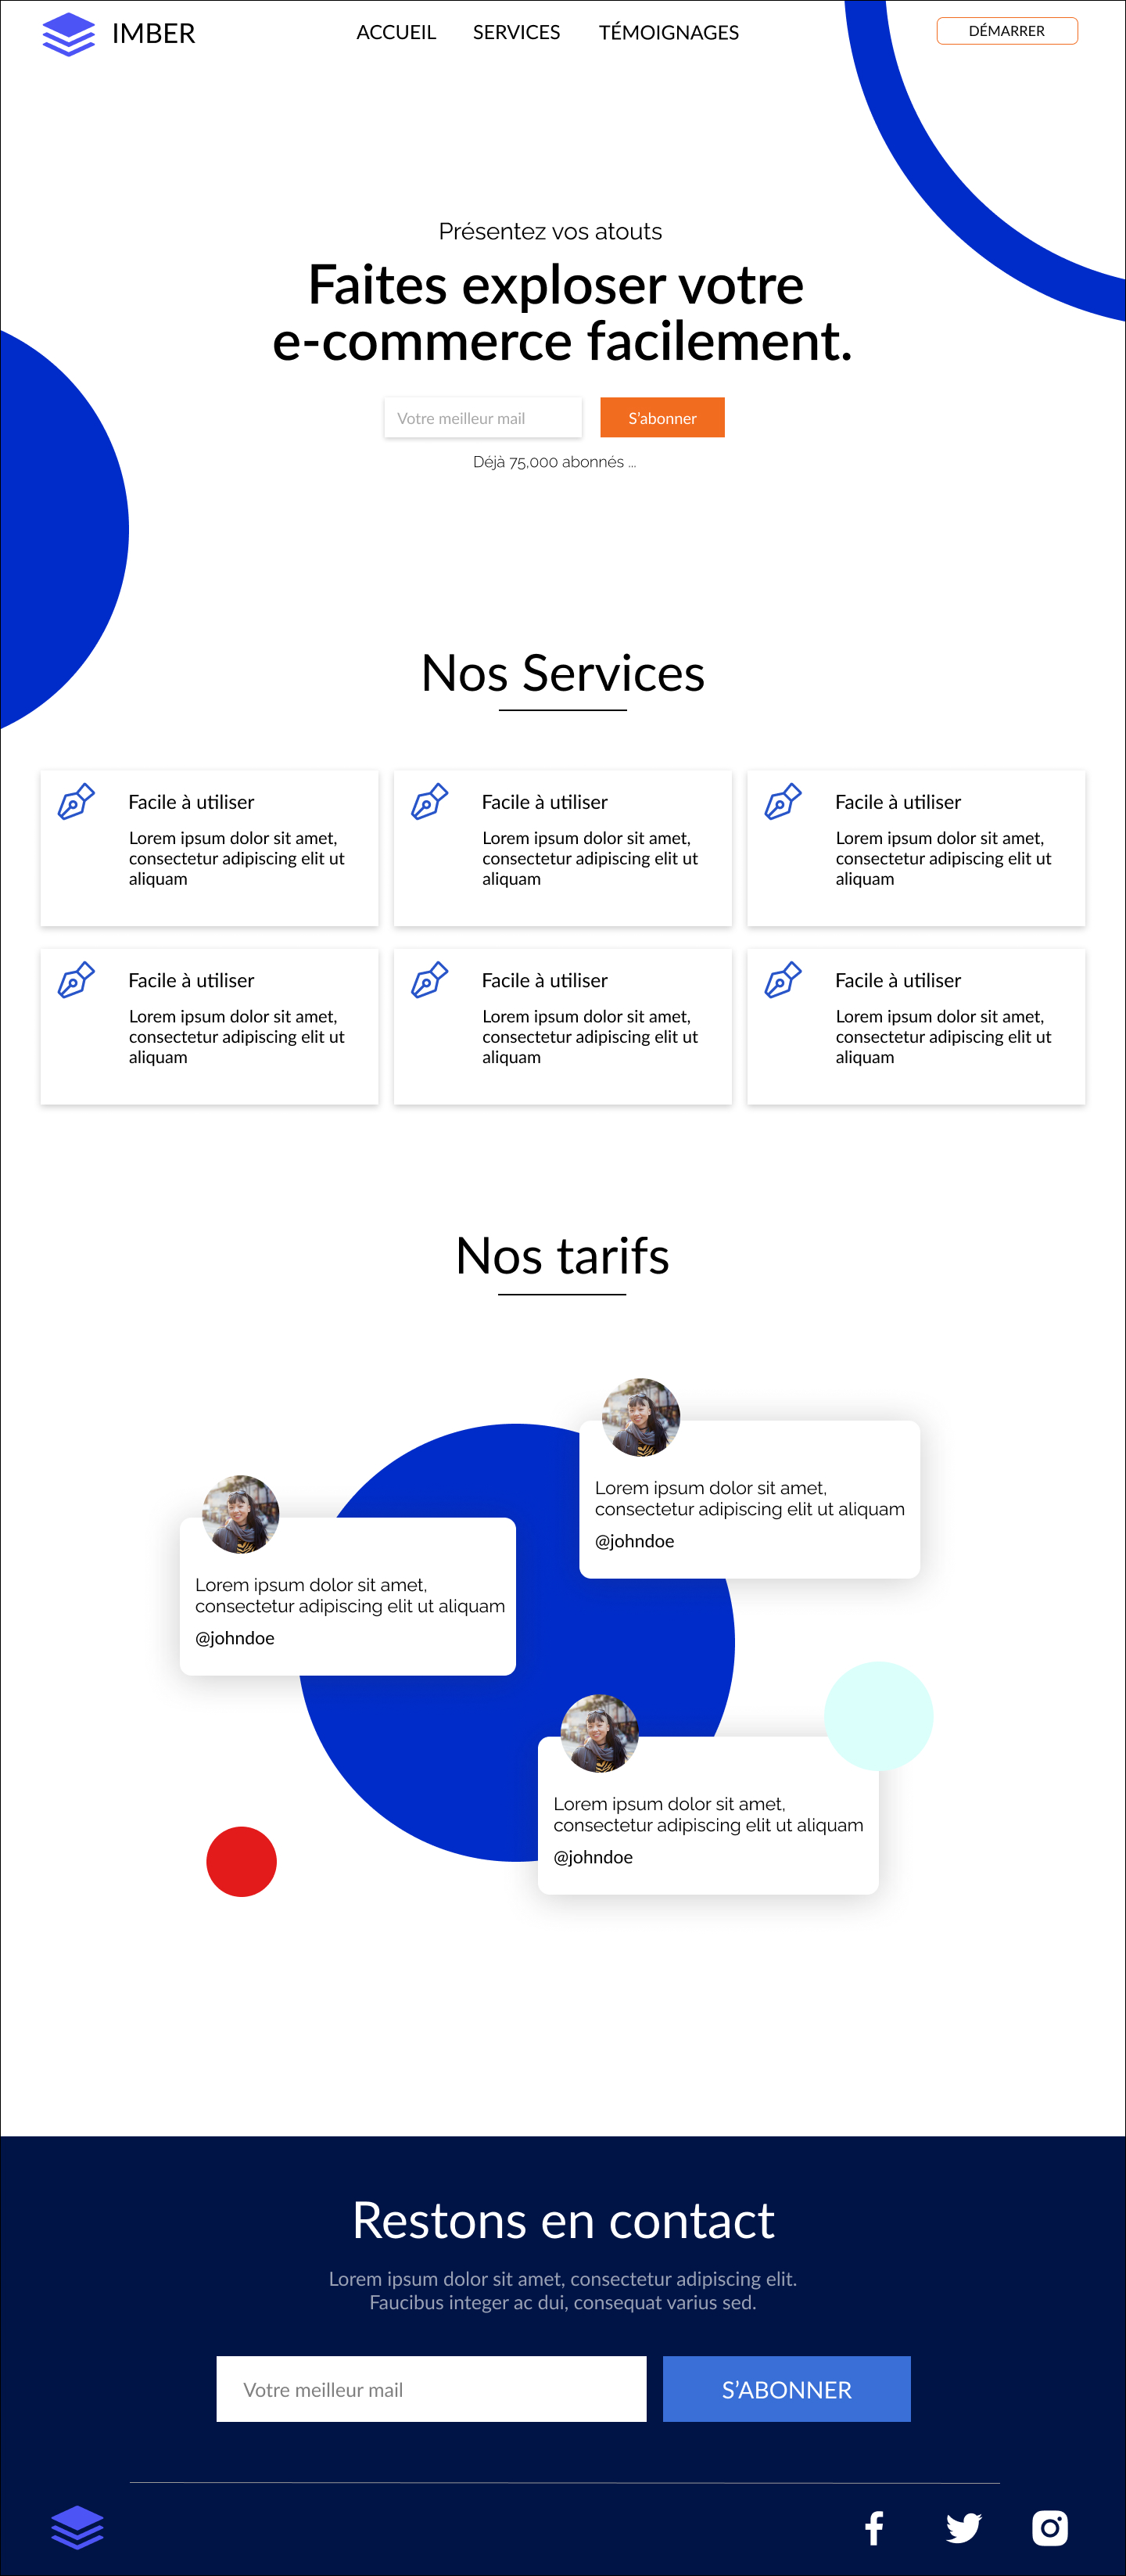 IMBER
ACCUEIL
SERVICES
TÉMOIGNAGES
DÉMARRER
Présentez vos atouts
Faites exploser votre
e-commerce facilement.
Votre meilleur mail
S'abonner
Déjà 75,000 abonnés ...
Nos Services
Facile à utiliser
Lorem ipsum dolor sit amet,
consectetur adipiscing elit ut
aliquam
Facile à utiliser
Lorem ipsum dolor sit amet,
consectetur adipiscing elit ut
aliquam
Facile à utiliser
Lorem ipsum dolor sit amet,
consectetur adipiscing elit ut
aliquam
Facile à utiliser
Lorem ipsum dolor sit amet,
consectetur adipiscing elit ut
aliquam
Facile à utiliser
Lorem ipsum dolor sit amet,
consectetur adipiscing elit ut
aliquam
Facile à utiliser
Lorem ipsum dolor sit amet,
consectetur adipiscing elit ut
aliquam
Nos tarifs
Lorem ipsum dolor sit amet,
consectetur adipiscing elit ut aliquam
@johndoe
Lorem ipsum dolor sit amet,
consectetur adipiscing elit ut aliquam
@johndoe
Lorem ipsum dolor sit amet,
consectetur adipiscing elit ut aliquam
@johndoe
Restons en contact
Lorem ipsum dolor sit amet, consectetur adipiscing elit.
Faucibus integer ac dui, consequat varius sed.
Votre meilleur mail
S'ABONNER